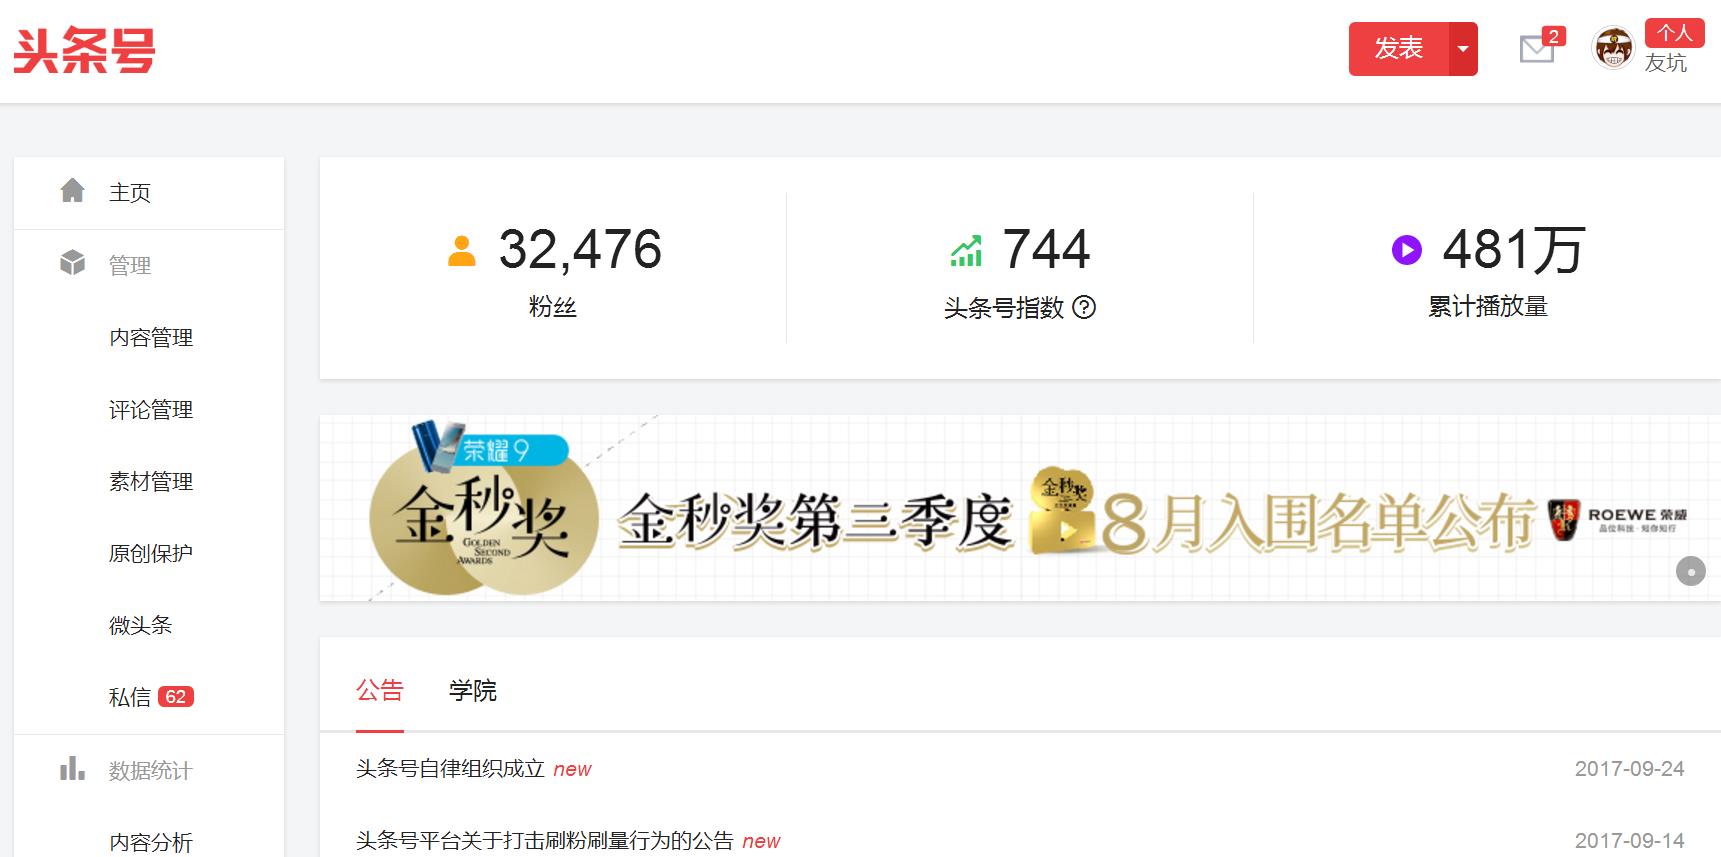 头条号
发表
2
个人
友坑
主页
管理
内容管理
评论管理
素材管理
原创保护
微头条
私信 62
数据统计
内容分析
32,476
粉丝
744
头条号指数 ?
481万
累计播放量
荣耀9
金秒奖
GOLDEN
SECOND
AWARDS
金秒奖第三季度
金秒奖
8月入围名单公布
ROEWE 荣威
品位科技·知你知行
公告 学院
头条号自律组织成立 new 2017-09-24
头条号平台关于打击刷粉刷量行为的公告 new 2017-09-14